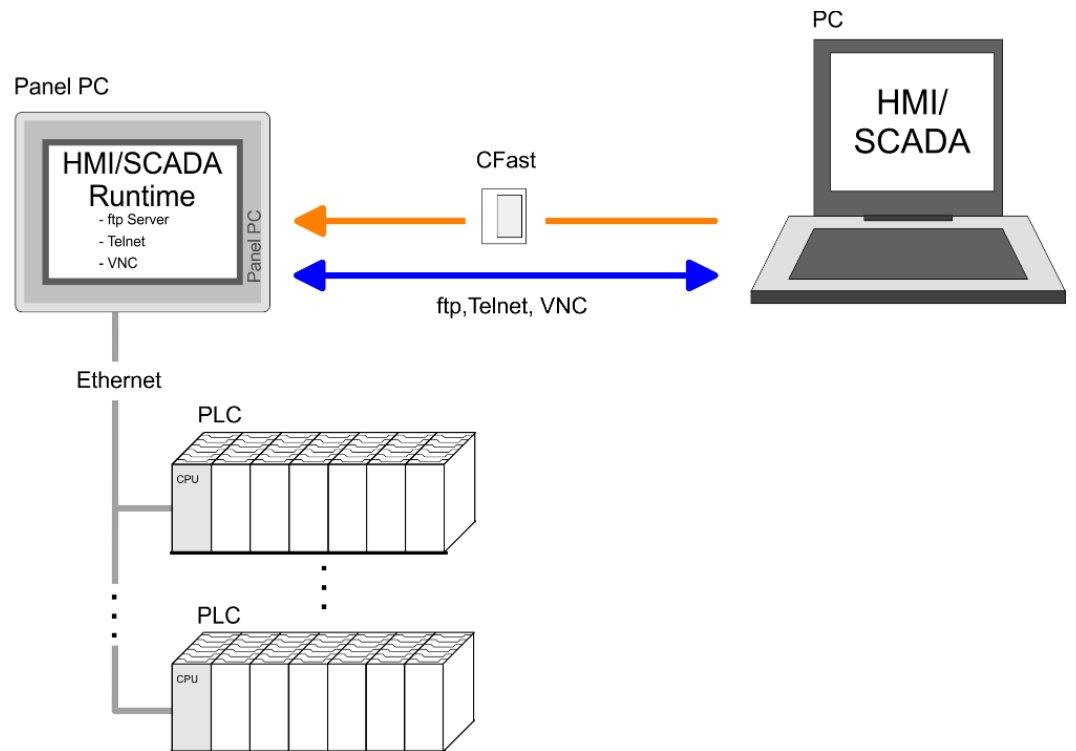 PC
Panel PC
HMI/SCADA
Runtime
- ftp Server
- Telnet
- VNC
Panel PC
CFast
HMI/
SCADA
ftp,Telnet, VNC
Ethernet
PLC
CPU
PLC
CPU